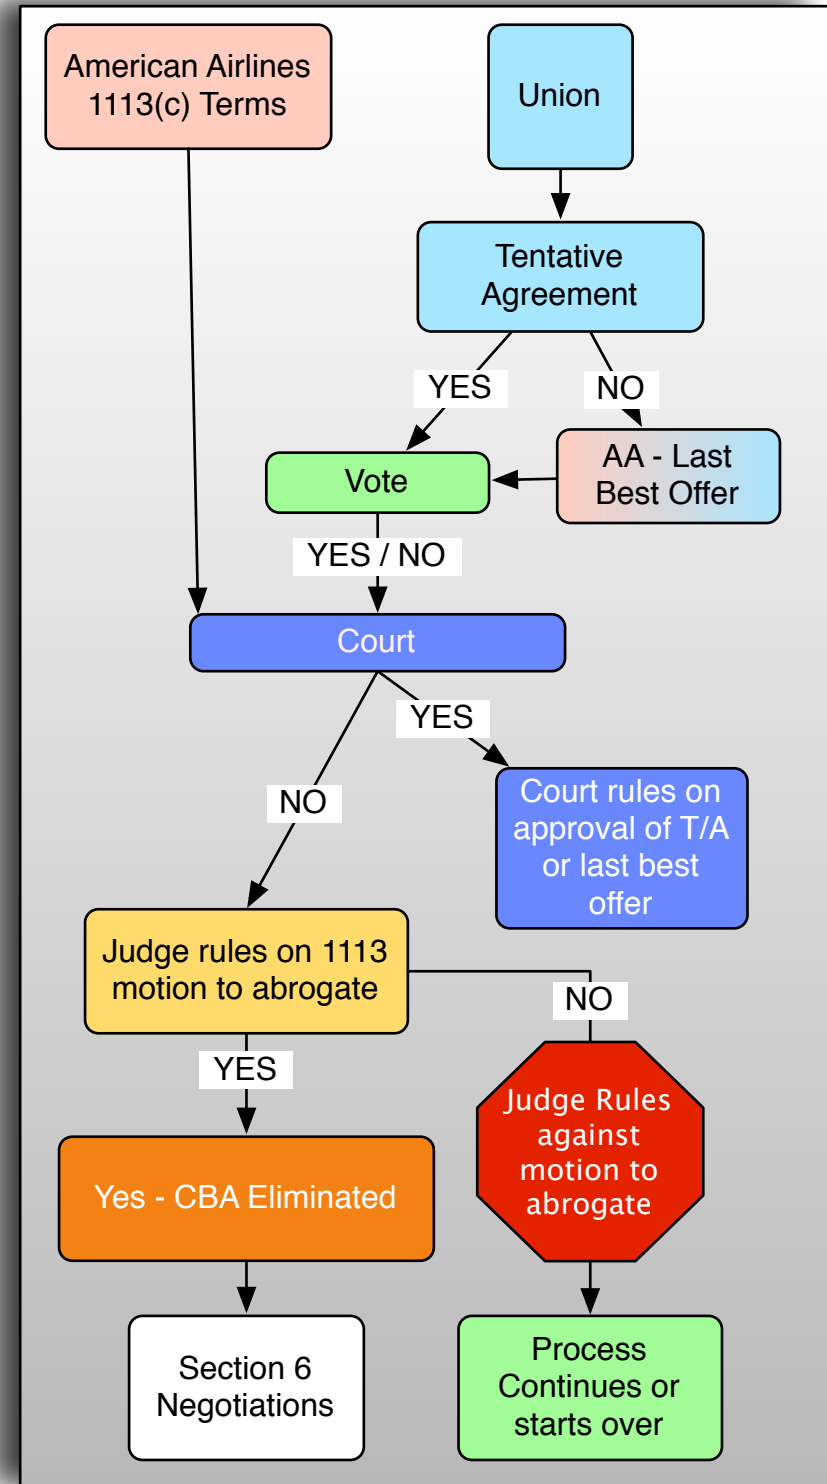 American Airlines
1113(c) Terms
Union
Tentative
Agreement
YES
NO
AA - Last
Best Offer
Vote
YES / NO
Court
YES
NO
Court rules on
approval of T/A
or last best
offer
Judge rules on 1113
motion to abrogate
NO
YES
Judge Rules
against
motion to
abrogate
Yes - CBA Eliminated
Section 6
Negotiations
Process
Continues or
starts over